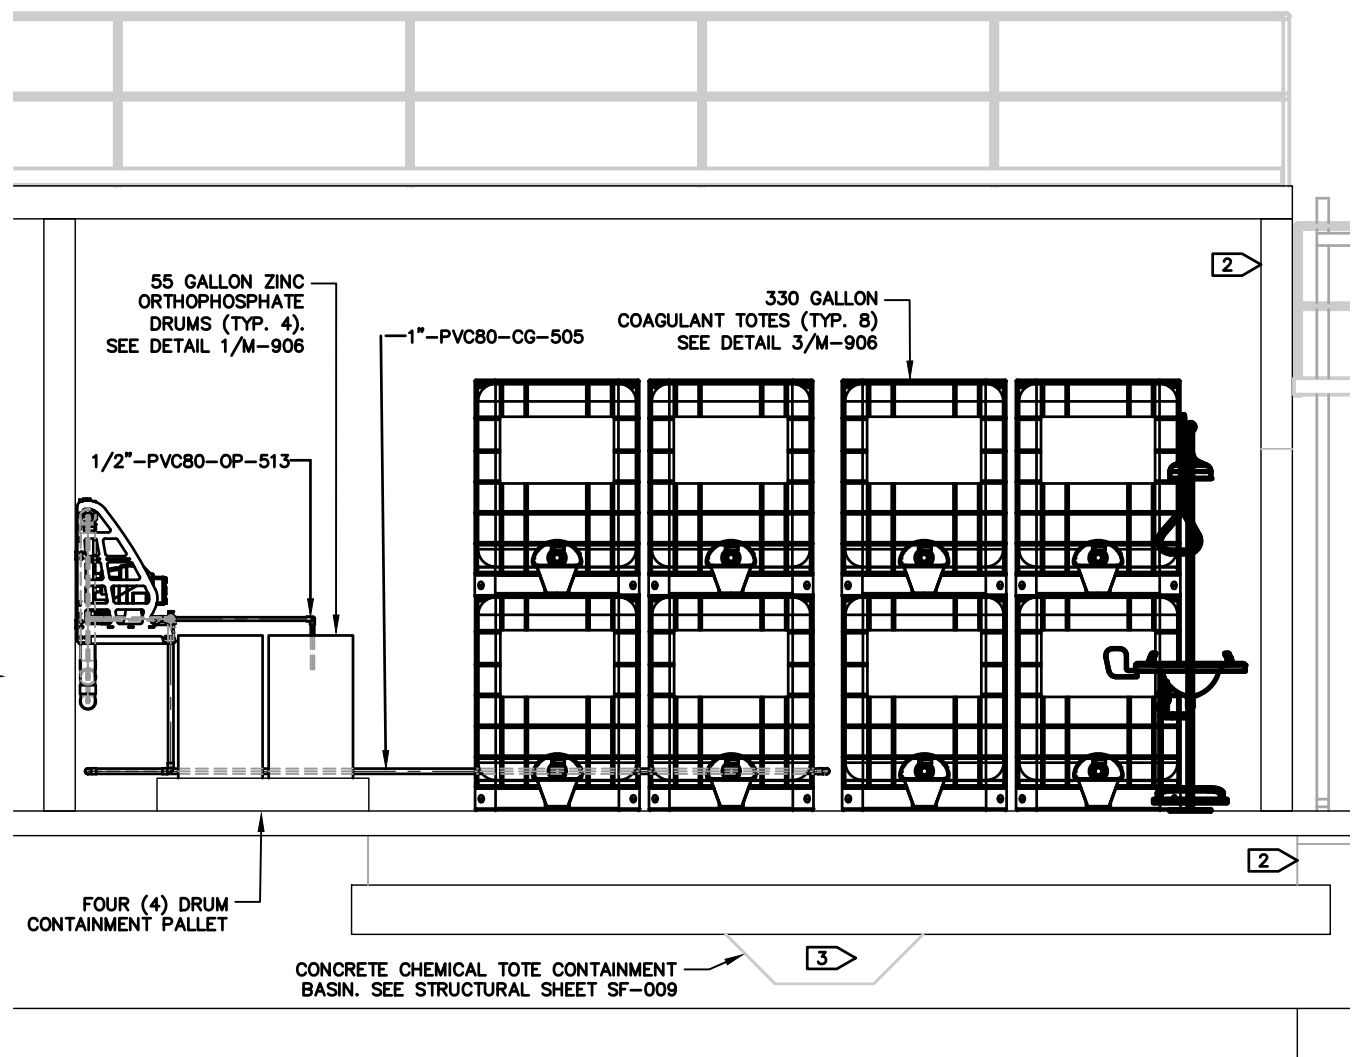 55 GALLON ZINC
ORTHOPHOSPHATE
DRUMS (TYP. 4).
SEE DETAIL 1/M-906
1"-PVC80-CG-505
330 GALLON
COAGULANT TOTES (TYP. 8)
SEE DETAIL 3/M-906
2
1/2"-PVC80-OP-513
2
FOUR (4) DRUM
CONTAINMENT PALLET
3
CONCRETE CHEMICAL TOTE CONTAINMENT
BASIN. SEE STRUCTURAL SHEET SF-009